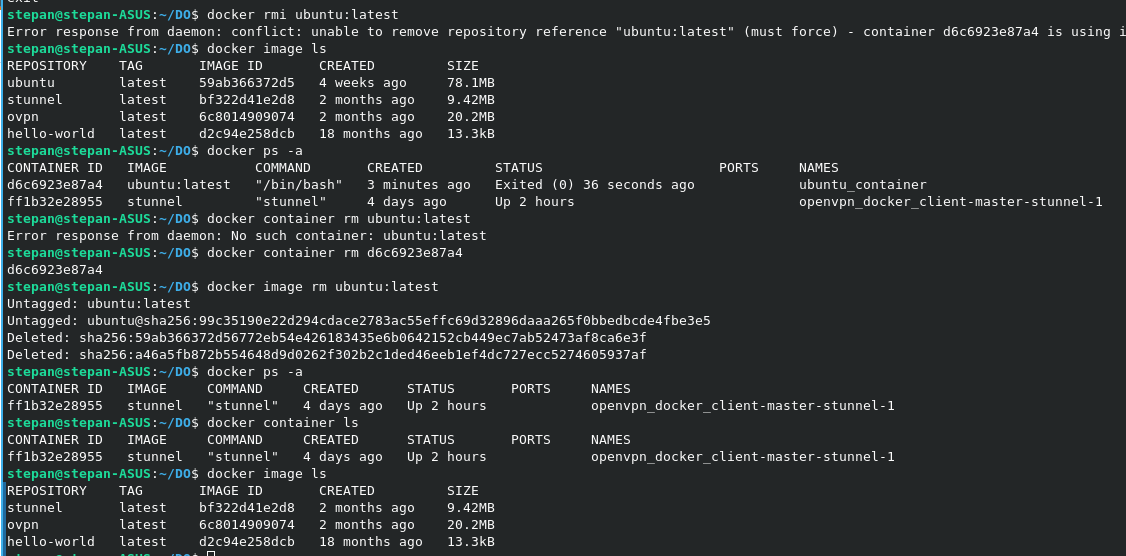 stepan@stepan-ASUS:~/DO$ docker rmi ubuntu:latest
Error response from daemon: conflict: unable to remove repository reference "ubuntu:latest" (must force) - container d6c6923e87a4 is using i
stepan@stepan-ASUS:~/DO$ docker image ls
REPOSITORY    TAG       IMAGE ID       CREATED         SIZE
ubuntu        latest    59ab366372d5   4 weeks ago     78.1MB
stunnel       latest    bf322d41e2d8   2 months ago    9.42MB
ovpn          latest    6c8014909074   2 months ago    20.2MB
hello-world   latest    d2c94e258dcb   18 months ago   13.3kB
stepan@stepan-ASUS:~/DO$ docker ps -a
CONTAINER ID   IMAGE           COMMAND       CREATED         STATUS                      PORTS     NAMES
d6c6923e87a4   ubuntu:latest   "/bin/bash"   3 minutes ago   Exited (0) 36 seconds ago             ubuntu_container
ff1b32e28955   stunnel         "stunnel"     4 days ago      Up 2 hours                            openvpn_docker_client-master-stunnel-1
stepan@stepan-ASUS:~/DO$ docker container rm ubuntu:latest
Error response from daemon: No such container: ubuntu:latest
stepan@stepan-ASUS:~/DO$ docker container rm d6c6923e87a4
d6c6923e87a4
stepan@stepan-ASUS:~/DO$ docker image rm ubuntu:latest
Untagged: ubuntu:latest
Untagged: ubuntu@sha256:99c35190e22d294cdace2783ac55effc69d32896daaa265f0bbedbcde4fbe3e5
Deleted: sha256:59ab366372d56772eb54e426183435e6b0642152cb449ec7ab52473af8ca6e3f
Deleted: sha256:a46a5fb872b554648d9d0262f302b2c1ded46eeb1ef4dc727ecc5274605937af
stepan@stepan-ASUS:~/DO$ docker ps -a
CONTAINER ID   IMAGE     COMMAND     CREATED      STATUS       PORTS     NAMES
ff1b32e28955   stunnel   "stunnel"   4 days ago   Up 2 hours             openvpn_docker_client-master-stunnel-1
stepan@stepan-ASUS:~/DO$ docker container ls
CONTAINER ID   IMAGE     COMMAND     CREATED      STATUS       PORTS     NAMES
ff1b32e28955   stunnel   "stunnel"   4 days ago   Up 2 hours             openvpn_docker_client-master-stunnel-1
stepan@stepan-ASUS:~/DO$ docker image ls
REPOSITORY    TAG       IMAGE ID       CREATED         SIZE
stunnel       latest    bf322d41e2d8   2 months ago    9.42MB
ovpn          latest    6c8014909074   2 months ago    20.2MB
hello-world   latest    d2c94e258dcb   18 months ago   13.3kB